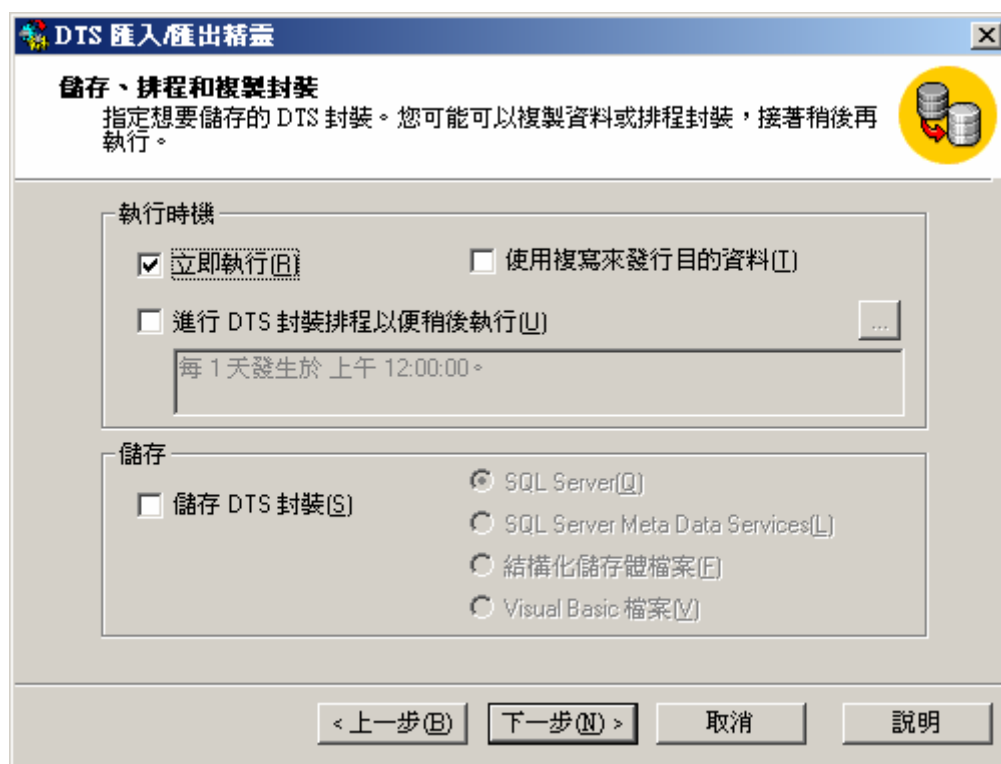 DTS 匯入/匯出精靈
儲存、排程和複製封裝
指定想要儲存的 DTS 封裝。您可能可以複製資料或排程封裝，接著稍後再
執行。
執行時機
立即執行(R)
使用複寫來發行目的資料(T)
進行 DTS 封裝排程以便稍後執行(U)
...
每 1 天發生於 上午 12:00:00。
儲存
儲存 DTS 封裝(S)
SQL Server(Q)
SQL Server Meta Data Services(L)
結構化儲存體檔案(F)
Visual Basic 檔案(V)
< 上一步(B)
下一步(N) >
取消
說明